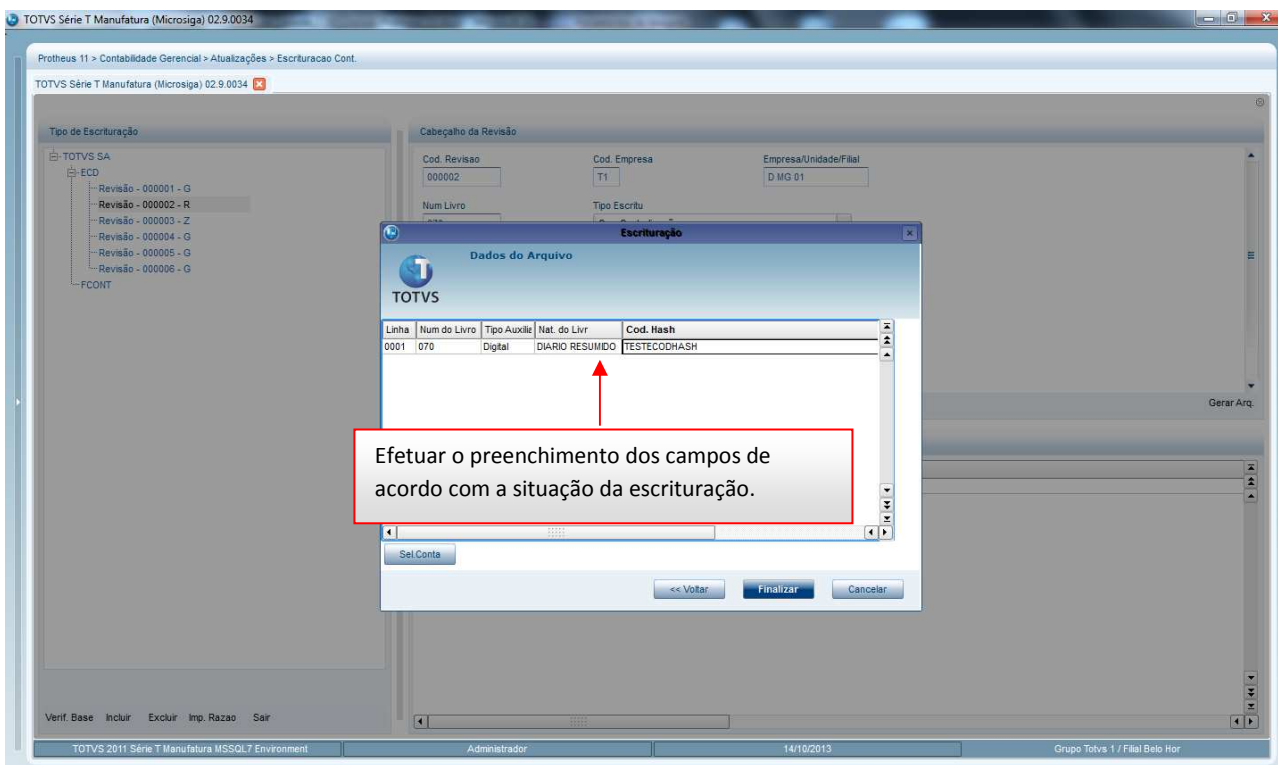 TOTVS Série T Manufatura (Microsiga) 02.9.0034
Protheus 11 > Contabilidade Gerencial > Atualizações > Escrituracao Cont.
TOTVS Série T Manufatura (Microsiga) 02.9.0034
Tipo de Escrituração
Cabeçalho da Revisão
TOTVS SA
ECD
Revisão - 000001 - G
Revisão - 000002 - R
Revisão - 000003 - Z
Revisão - 000004 - G
Revisão - 000005 - G
Revisão - 000006 - G
FCONT
Cod. Revisao Cod. Empresa Empresa/Unidade/Filial
000002 T1 D MG 01
Num Livro Tipo Escritu
Escrituração
Dados do Arquivo
TOTVS
Linha Num do Livro Tipo Auxilia Nat. do Livr Cod. Hash
0001 070 Digital DIARIO RESUMIDO TESTECODHASH
Gerar Arq.
Efetuar o preenchimento dos campos de
acordo com a situação da escrituração.
Sel.Conta
<< Voltar Finalizar Cancelar
Verif. Base Incluir Excluir Imp. Razao Sair
TOTVS 2011 Série T Manufatura MSSQL7 Environment Administrador 14/10/2013 Grupo Totvs 1 / Filial Belo Hor